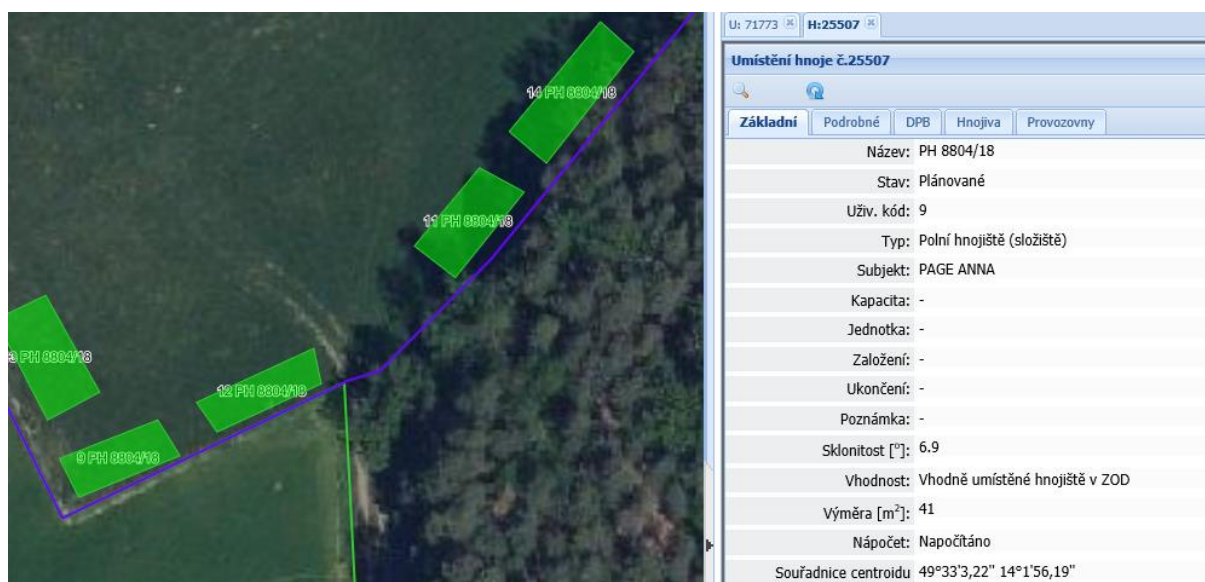 14 PH 8804/18
11 PH 8804/18
3 PH 8804/18
12 PH 8804/18
9 PH 8804/18
U: 71773 H:25507
Umístění hnoje č.25507
Základní Podrobné DPB Hnojiva Provozovny
Název: PH 8804/18
Stav: Plánované
Uživ. kód: 9
Typ: Polní hnojiště (složiště)
Subjekt: PAGE ANNA
Kapacita: -
Jednotka: -
Založení: -
Ukončení: -
Poznámka: -
Sklonitost [°]: 6.9
Vhodnost: Vhodně umístěné hnojiště v ZOD
Výměra [m²]: 41
Nápočet: Napočítáno
Souřadnice centroidu 49°33'3,22" 14°1'56,19"